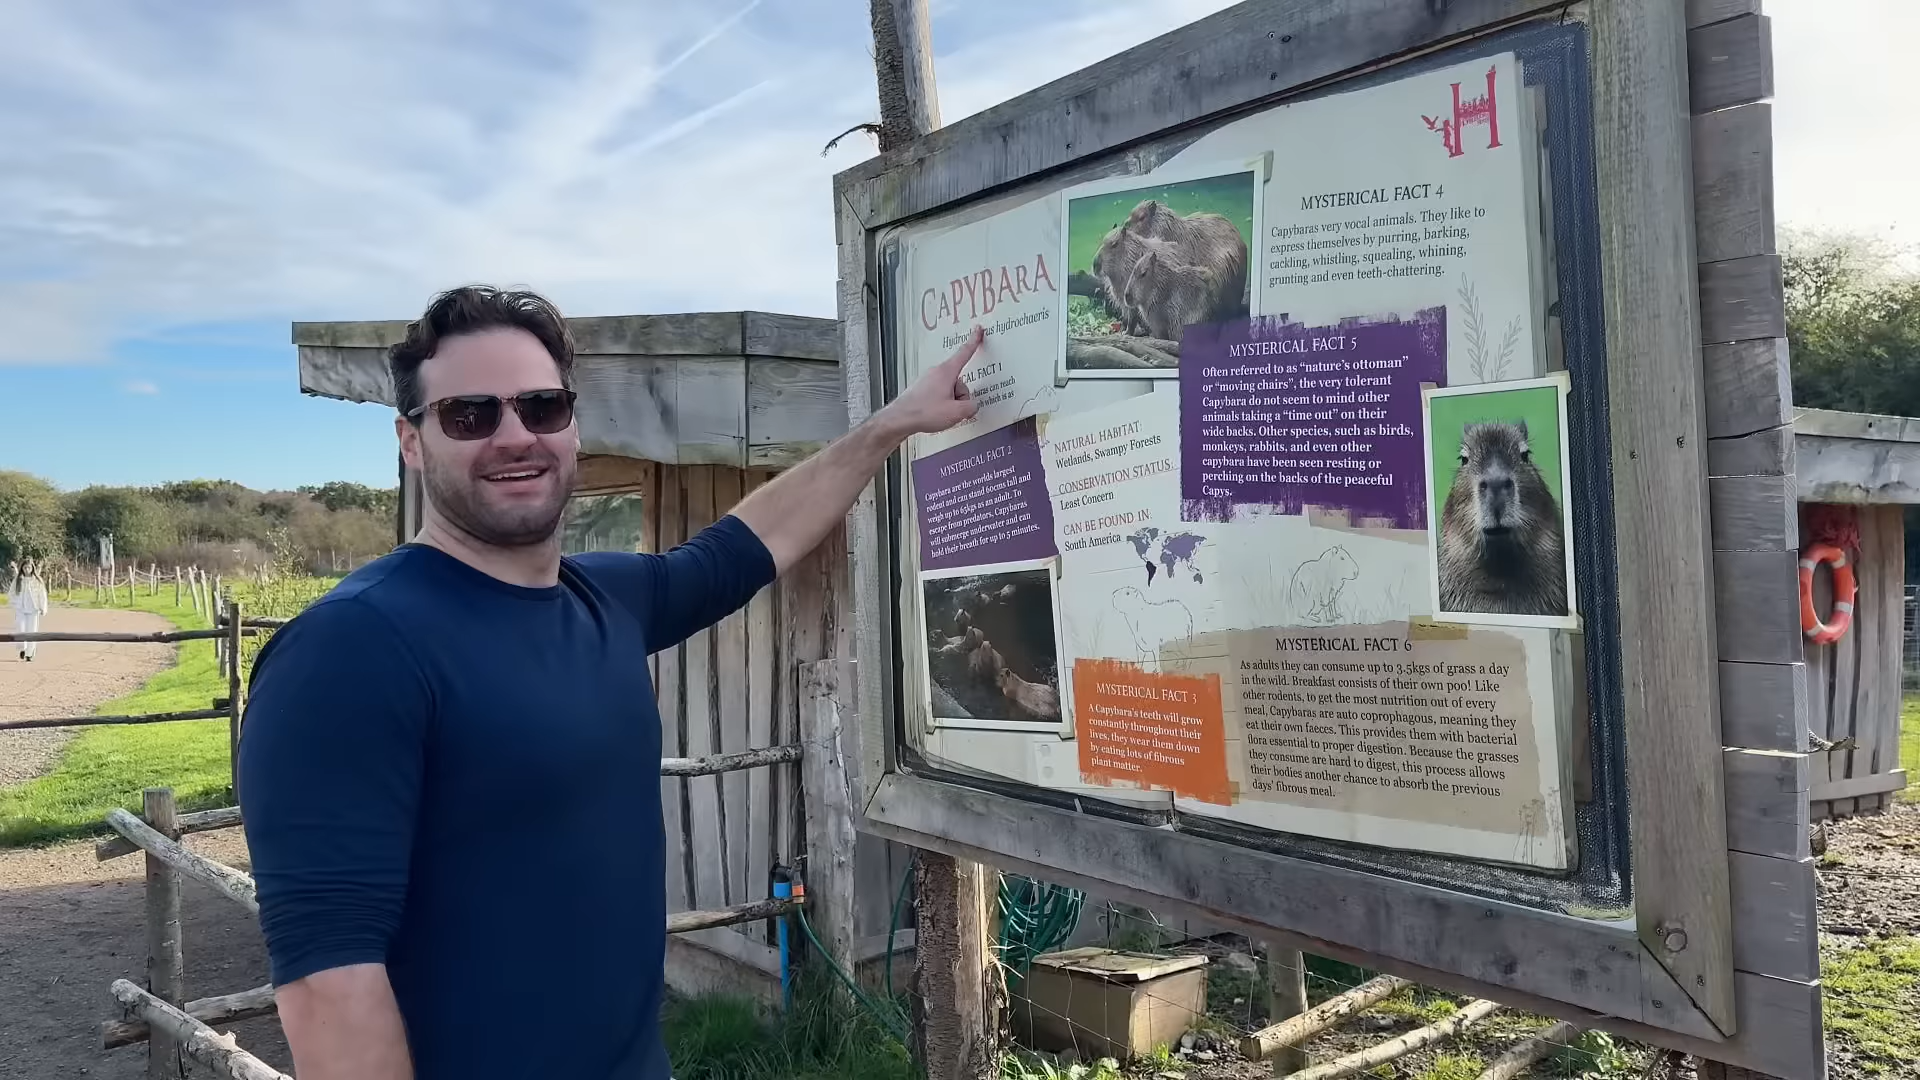 CAPYBARA
hydrochaeris
FACT 1
can reach
which is as
MYSTERICAL FACT 2
Capybara are the worlds largest
rodent and can stand 60cms tall and
weigh up to 65kgs as an adult. To
escape from predators, Capybaras
will submerge underwater and can
hold their breath for up to 5 minutes.
NATURAL HABITAT:
Wetlands, Swampy Forests
CONSERVATION STATUS:
Least Concern
CAN BE FOUND IN:
South America
MYSTERICAL FACT 3
A Capybara's teeth will grow
constantly throughout their
lives, they wear them down
by eating lots of fibrous
plant matter.
H
MYSTERICAL FACT 4
Capybaras very vocal animals. They like to
express themselves by purring, barking,
cackling, whistling, squealing, whining,
grunting and even teeth-chattering.
MYSTERICAL FACT 5
Often referred to as “nature's ottoman”
or “moving chairs”, the very tolerant
Capybara do not seem to mind other
animals taking a “time out” on their
wide backs. Other species, such as birds,
monkeys, rabbits, and even other
capybara have been seen resting or
perching on the backs of the peaceful
Capys.
MYSTERICAL FACT 6
As adults they can consume up to 3.5kgs of grass a day
in the wild. Breakfast consists of their own poo! Like
other rodents, to get the most nutrition out of every
meal, Capybaras are auto coprophagous, meaning they
eat their own faeces. This provides them with bacterial
flora essential to proper digestion. Because the grasses
they consume are hard to digest, this process allows
their bodies another chance to absorb the previous
days' fibrous meal.